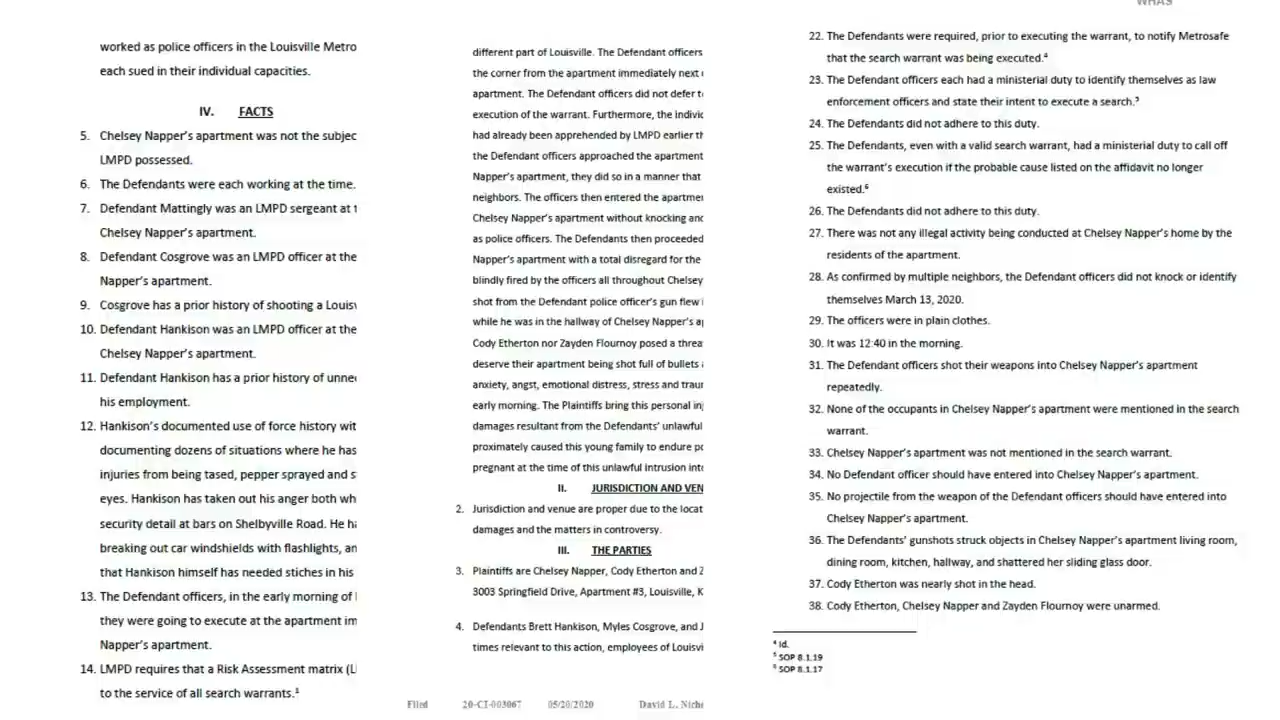 worked as police officers in the Louisville Metro
each sued in their individual capacities.
IV. FACTS
5. Chelsey Napper's apartment was not the subjec
LMPD possessed.
6. The Defendants were each working at the time.
7. Defendant Mattingly was an LMPD sergeant at t
Chelsey Napper's apartment.
8. Defendant Cosgrove was an LMPD officer at the
Napper's apartment.
9. Cosgrove has a prior history of shooting a Louisv
10. Defendant Hankison was an LMPD officer at the
Chelsey Napper's apartment.
11. Defendant Hankison has a prior history of unnec
his employment.
12. Hankison's documented use of force history wit
documenting dozens of situations where he has
injuries from being tased, pepper sprayed and s
eyes. Hankison has taken out his anger both wh
security detail at bars on Shelbyville Road. He ha
breaking out car windshields with flashlights, an
that Hankison himself has needed stiches in his
13. The Defendant officers, in the early morning of
they were going to execute at the apartment im
Napper's apartment.
14. LMPD requires that a Risk Assessment matrix (L
to the service of all search warrants.¹
different part of Louisville. The Defendant officers
the corner from the apartment immediately next
apartment. The Defendant officers did not defer t
execution of the warrant. Furthermore, the indivi
had already been apprehended by LMPD earlier th
the Defendant officers approached the apartment
Napper's apartment, they did so in a manner that
neighbors. The officers then entered the apartme
Chelsey Napper's apartment without knocking and
as police officers. The Defendants then proceeded
Napper's apartment with a total disregard for the
blindly fired by the officers all throughout Chelsey
shot from the Defendant police officer's gun flew
while he was in the hallway of Chelsey Napper's a
Cody Etherton nor Zayden Flournoy posed a threa
deserve their apartment being shot full of bullets
anxiety, angst, emotional distress, stress and traur
early morning. The Plaintiffs bring this personal inj
damages resultant from the Defendants' unlawful
proximately caused this young family to endure po
pregnant at the time of this unlawful intrusion into
II. JURISDICTION AND VEN
2. Jurisdiction and venue are proper due to the locat
damages and the matters in controversy.
III. THE PARTIES
3. Plaintiffs are Chelsey Napper, Cody Etherton and Z
3003 Springfield Drive, Apartment #3, Louisville, K
4. Defendants Brett Hankison, Myles Cosgrove, and J
times relevant to this action, employees of Louisvi
Filed 20-CI-003067 05/20/2020 David L. Niche
WHAS
22. The Defendants were required, prior to executing the warrant, to notify Metrosafe
that the search warrant was being executed.⁴
23. The Defendant officers each had a ministerial duty to identify themselves as law
enforcement officers and state their intent to execute a search.⁵
24. The Defendants did not adhere to this duty.
25. The Defendants, even with a valid search warrant, had a ministerial duty to call off
the warrant's execution if the probable cause listed on the affidavit no longer
existed.⁶
26. The Defendants did not adhere to this duty.
27. There was not any illegal activity being conducted at Chelsey Napper's home by the
residents of the apartment.
28. As confirmed by multiple neighbors, the Defendant officers did not knock or identify
themselves March 13, 2020.
29. The officers were in plain clothes.
30. It was 12:40 in the morning.
31. The Defendant officers shot their weapons into Chelsey Napper's apartment
repeatedly.
32. None of the occupants in Chelsey Napper's apartment were mentioned in the search
warrant.
33. Chelsey Napper's apartment was not mentioned in the search warrant.
34. No Defendant officer should have entered into Chelsey Napper's apartment.
35. No projectile from the weapon of the Defendant officers should have entered into
Chelsey Napper's apartment.
36. The Defendants' gunshots struck objects in Chelsey Napper's apartment living room,
dining room, kitchen, hallway, and shattered her sliding glass door.
37. Cody Etherton was nearly shot in the head.
38. Cody Etherton, Chelsey Napper and Zayden Flournoy were unarmed.
⁴ Id.
⁵ SOP 8.1.19
⁶ SOP 8.1.17